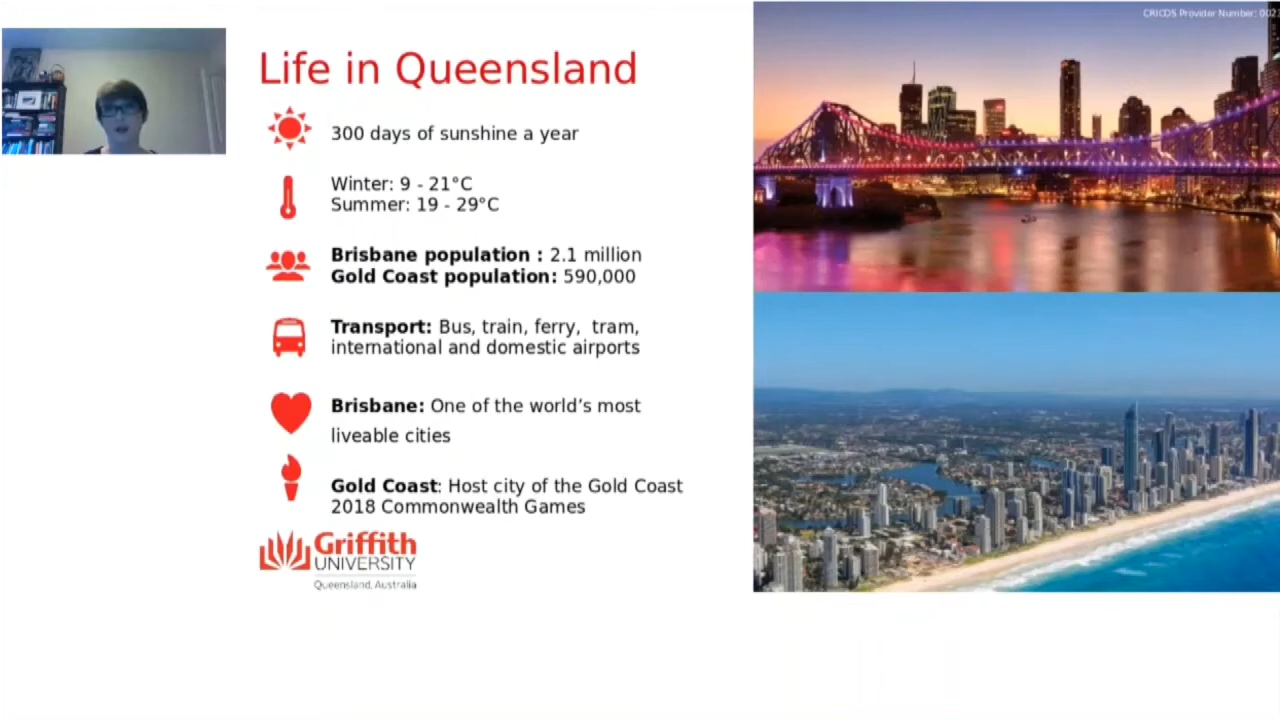 CRICOS Provider Number:
Life in Queensland
300 days of sunshine a year
Winter: 9 - 21°C
Summer: 19 - 29°C
Brisbane population : 2.1 million
Gold Coast population: 590,000
Transport: Bus, train, ferry,  tram,
international and domestic airports
Brisbane: One of the world’s most
liveable cities
Gold Coast: Host city of the Gold Coast
2018 Commonwealth Games
Griffith
UNIVERSITY
Queensland, Australia